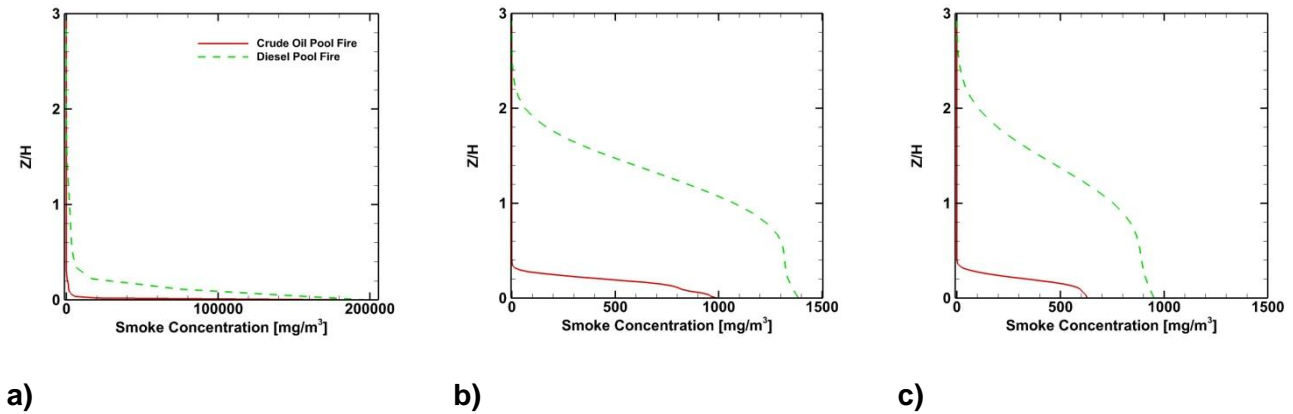 3
2
1
0
Z/H
0
100000
200000
Smoke Concentration [mg/m³]
Crude Oil Pool Fire
Diesel Pool Fire
a)
3
2
1
0
Z/H
0
500
1000
1500
Smoke Concentration [mg/m³]
b)
3
2
1
0
Z/H
0
500
1000
1500
Smoke Concentration [mg/m³]
c)